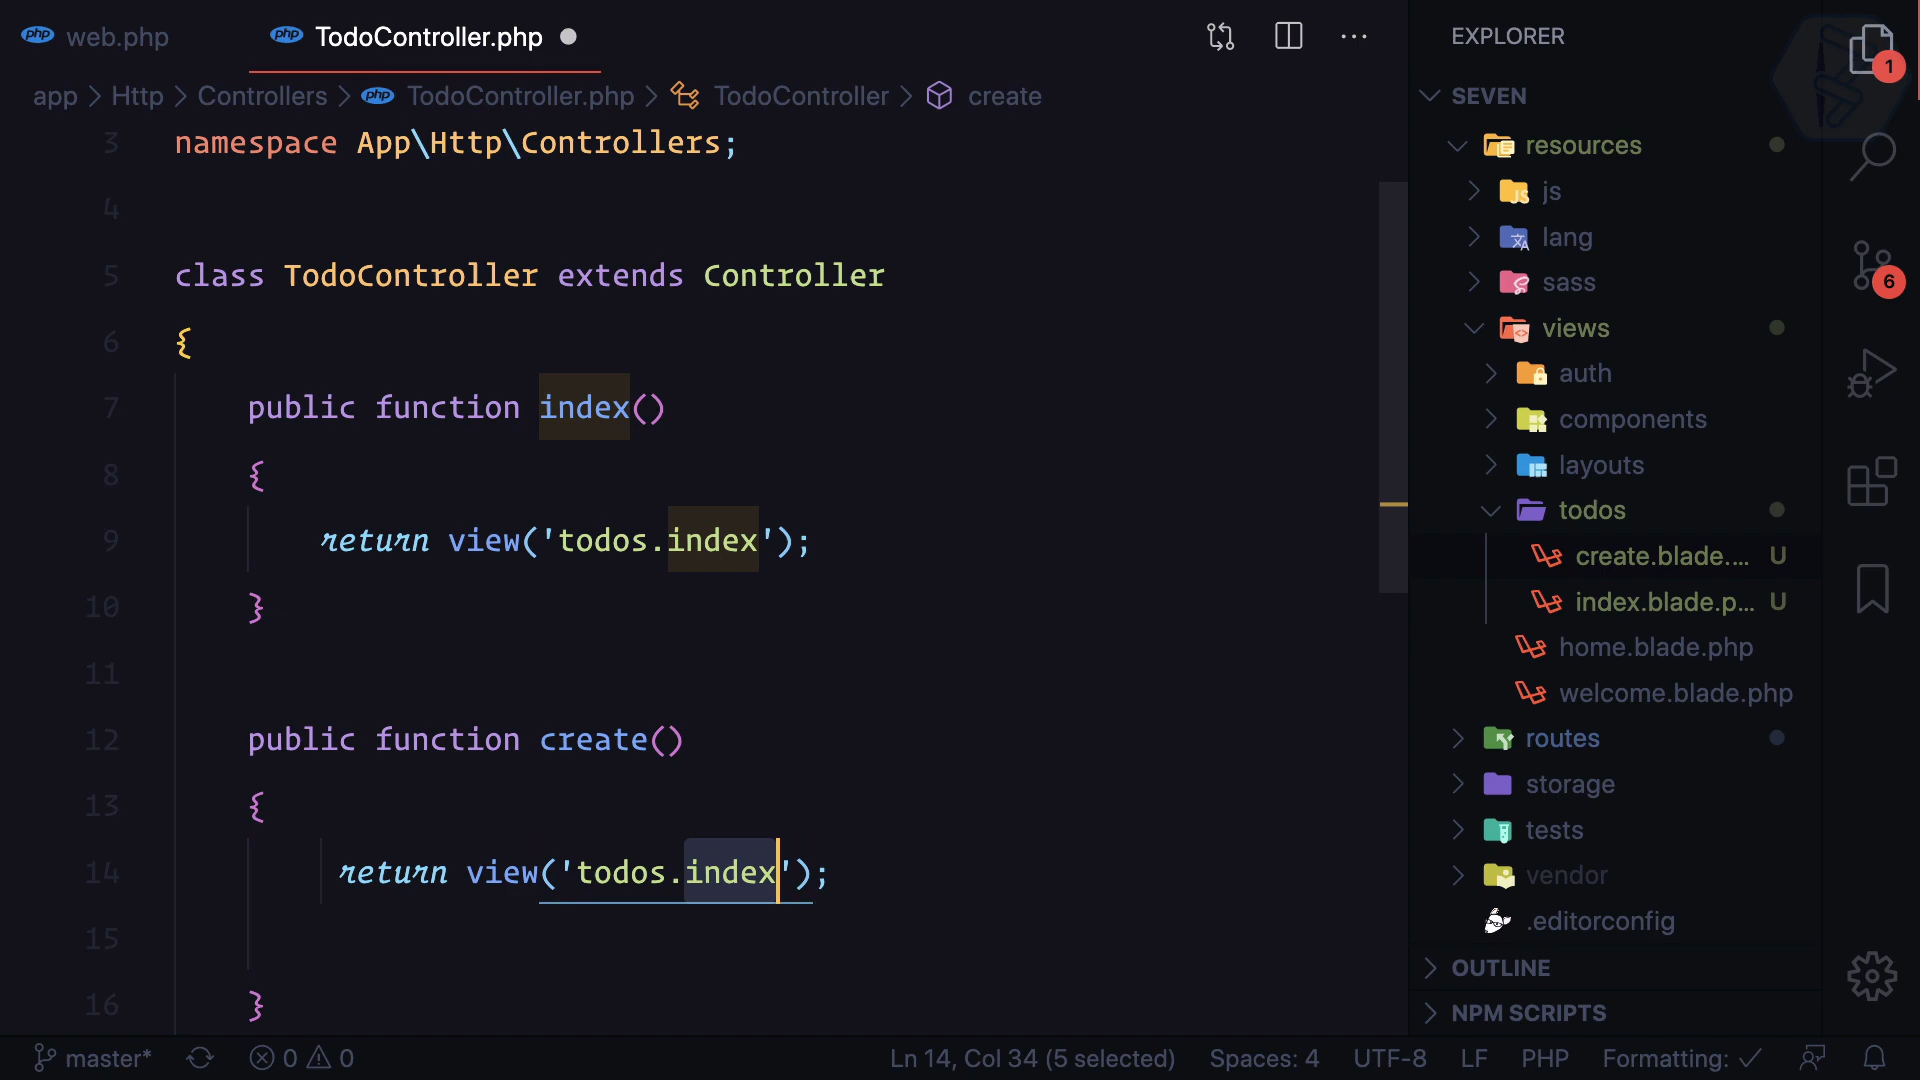 php web.php
php TodoController.php
app > Http > Controllers > php TodoController.php > TodoController > create
3 namespace App\Http\Controllers;
4
5 class TodoController extends Controller
6 {
7 public function index()
8 {
9 return view('todos.index');
10 }
11
12 public function create()
13 {
14 return view('todos.index');
15
16 }
EXPLORER
1
SEVEN
resources
JS js
lang
sass
views
6
auth
components
layouts
todos
create.blade.... U
index.blade.p... U
home.blade.php
welcome.blade.php
routes
storage
tests
vendor
.editorconfig
OUTLINE
NPM SCRIPTS
master* 0 0 Ln 14, Col 34 (5 selected) Spaces: 4 UTF-8 LF PHP Formatting: ✓